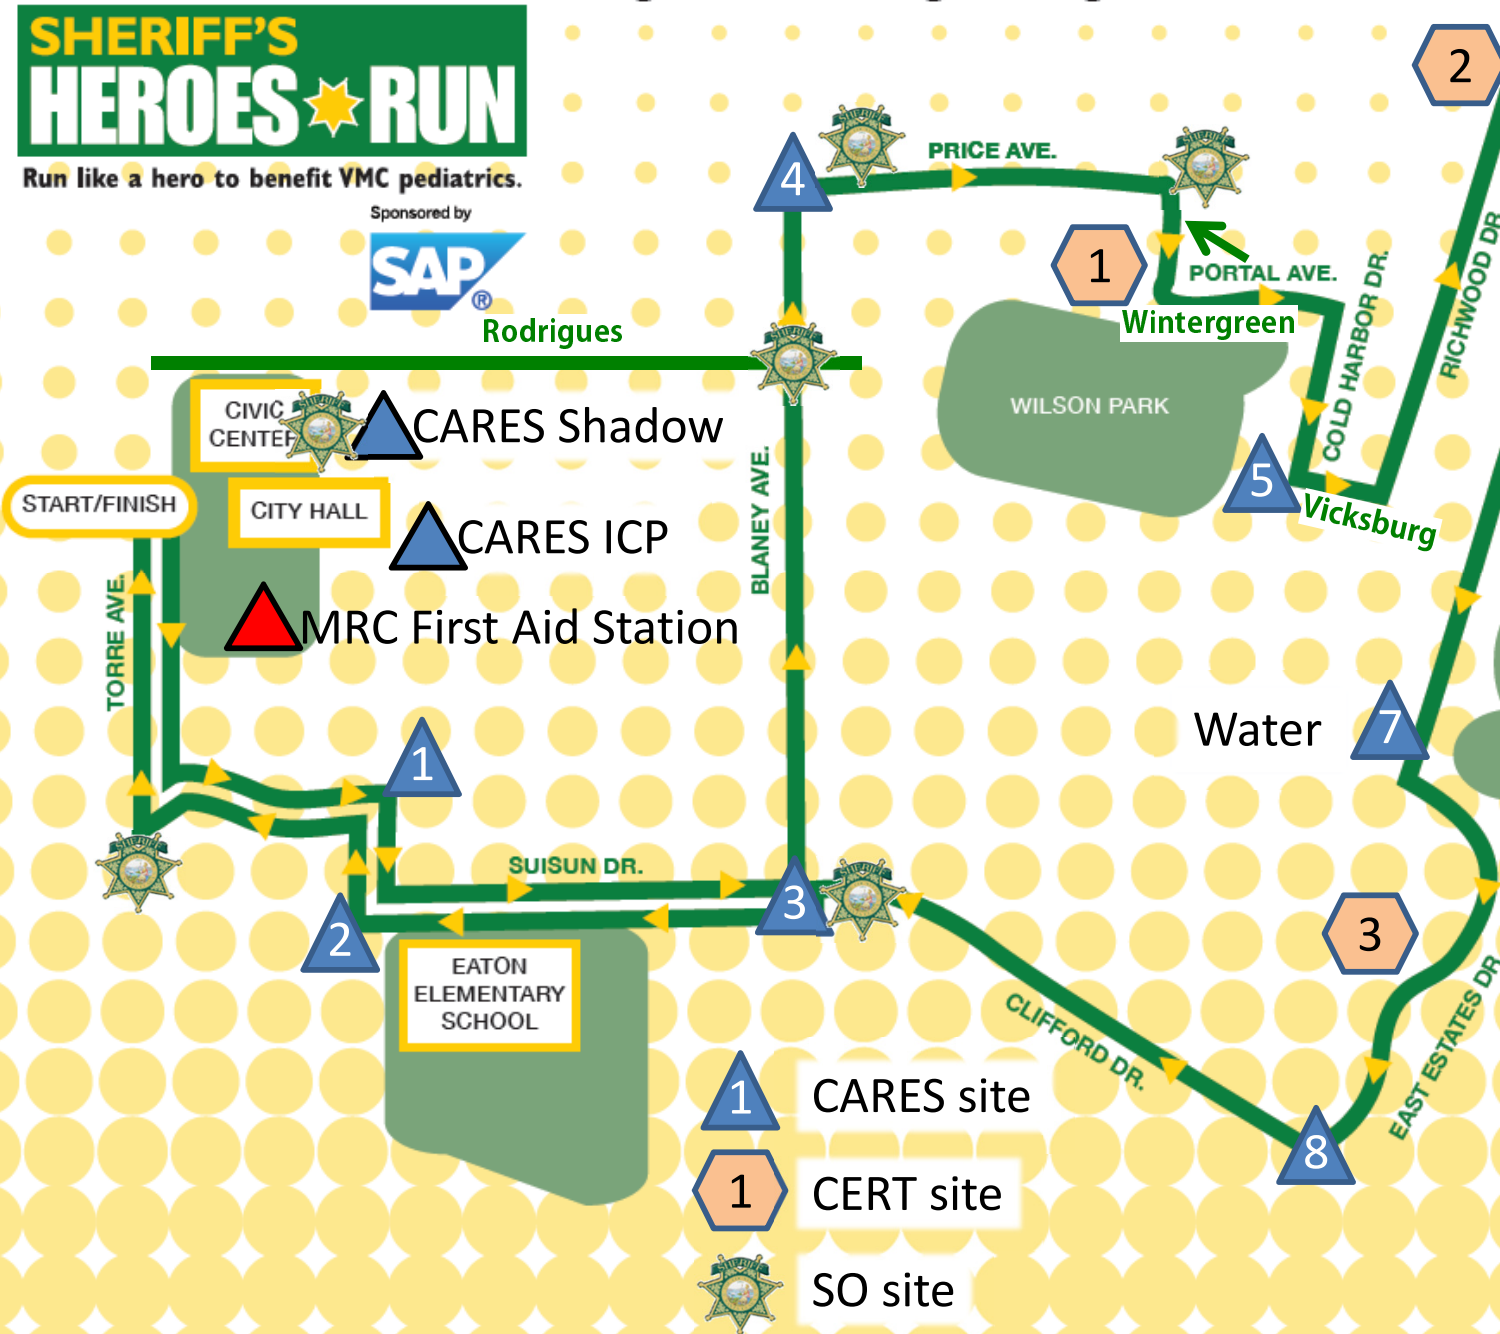 SHERIFF'S
HEROES RUN
Run like a hero to benefit VMC pediatrics.
Sponsored by
SAP®
2
4
PRICE AVE.
1
PORTAL AVE.
Wintergreen
COLD HARBOR DR.
RICHWOOD DR
Rodrigues
CIVIC
CENTER
CARES Shadow
WILSON PARK
BLANEY AVE.
5
Vicksburg
START/FINISH
CITY HALL
CARES ICP
TORRE AVE.
MRC First Aid Station
Water
7
1
SUISUN DR.
3
2
3
EATON
ELEMENTARY
SCHOOL
CLIFFORD DR.
EAST ESTATES DR
8
1
CARES site
1
CERT site
SO site